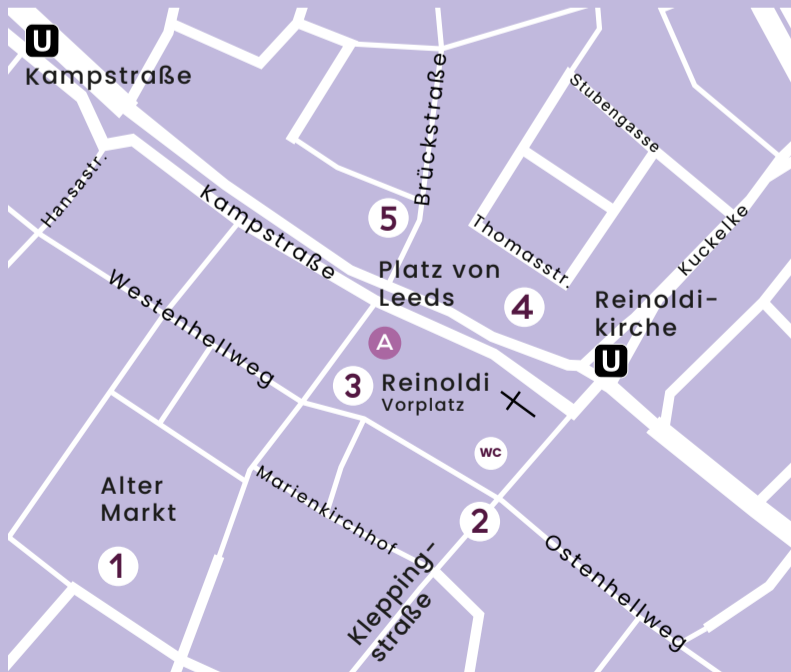 U
Kampstraße
Brückstraße
Stubengasse
Hansastr.
Kampstraße
5
Thomasstr.
Kuckelke
Platz von
Leeds
4
Reinoldi-
kirche
U
Westenhellweg
A
3
Reinoldi
Vorplatz
WC
Alter
Markt
Marienkirchhof
2
1
Klepping-
straße
Ostenhellweg